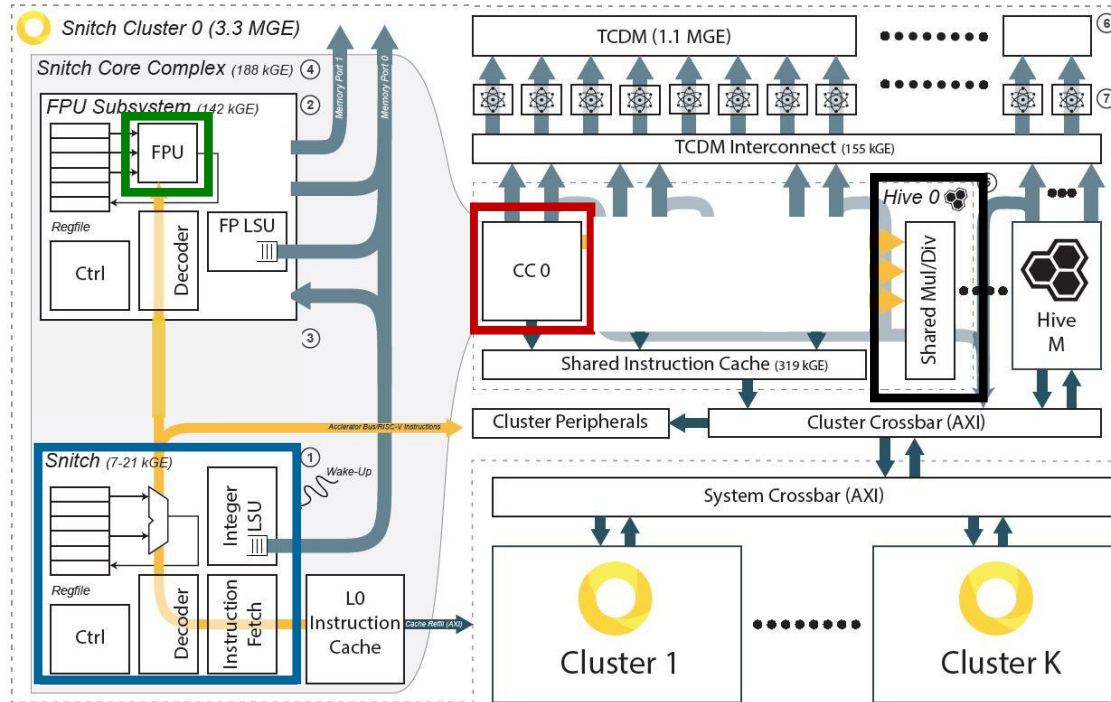 Snitch Cluster 0 (3.3 MGE)
Snitch Core Complex (188 kGE) 4
FPU Subsystem (142 kGE) 2
FPU
Regfile
Ctrl
Decoder
FP LSU
3
Memory Port 1
Memory Port 0
Accelerator Bus/RISC-V Instructions
Snitch (7-21 kGE) 1
Wake-Up
Integer
LSU
Regfile
Ctrl
Decoder
Instruction
Fetch
L0
Instruction
Cache
Cache Refill (AXI)
TCDM (1.1 MGE) 6
7
TCDM Interconnect (155 kGE)
Hive 0
CC 0
Shared Mul/Div
Hive
M
Shared Instruction Cache (319 kGE)
Cluster Peripherals
Cluster Crossbar (AXI)
System Crossbar (AXI)
Cluster 1
Cluster K